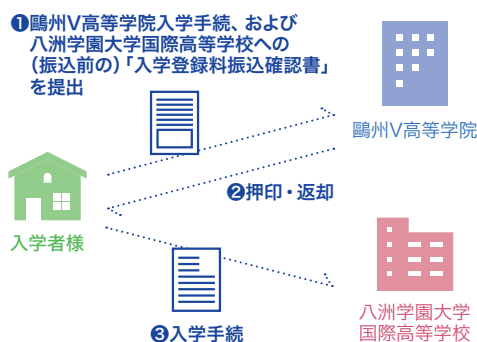 ❶鷗州V高等学院入学手続、および
八洲学園大学国際高等学校への
（振込前の）「入学登録料振込確認書」
を提出
鷗州V高等学院
❷押印・返却
入学者様
八洲学園大学
国際高等学校
❸入学手続